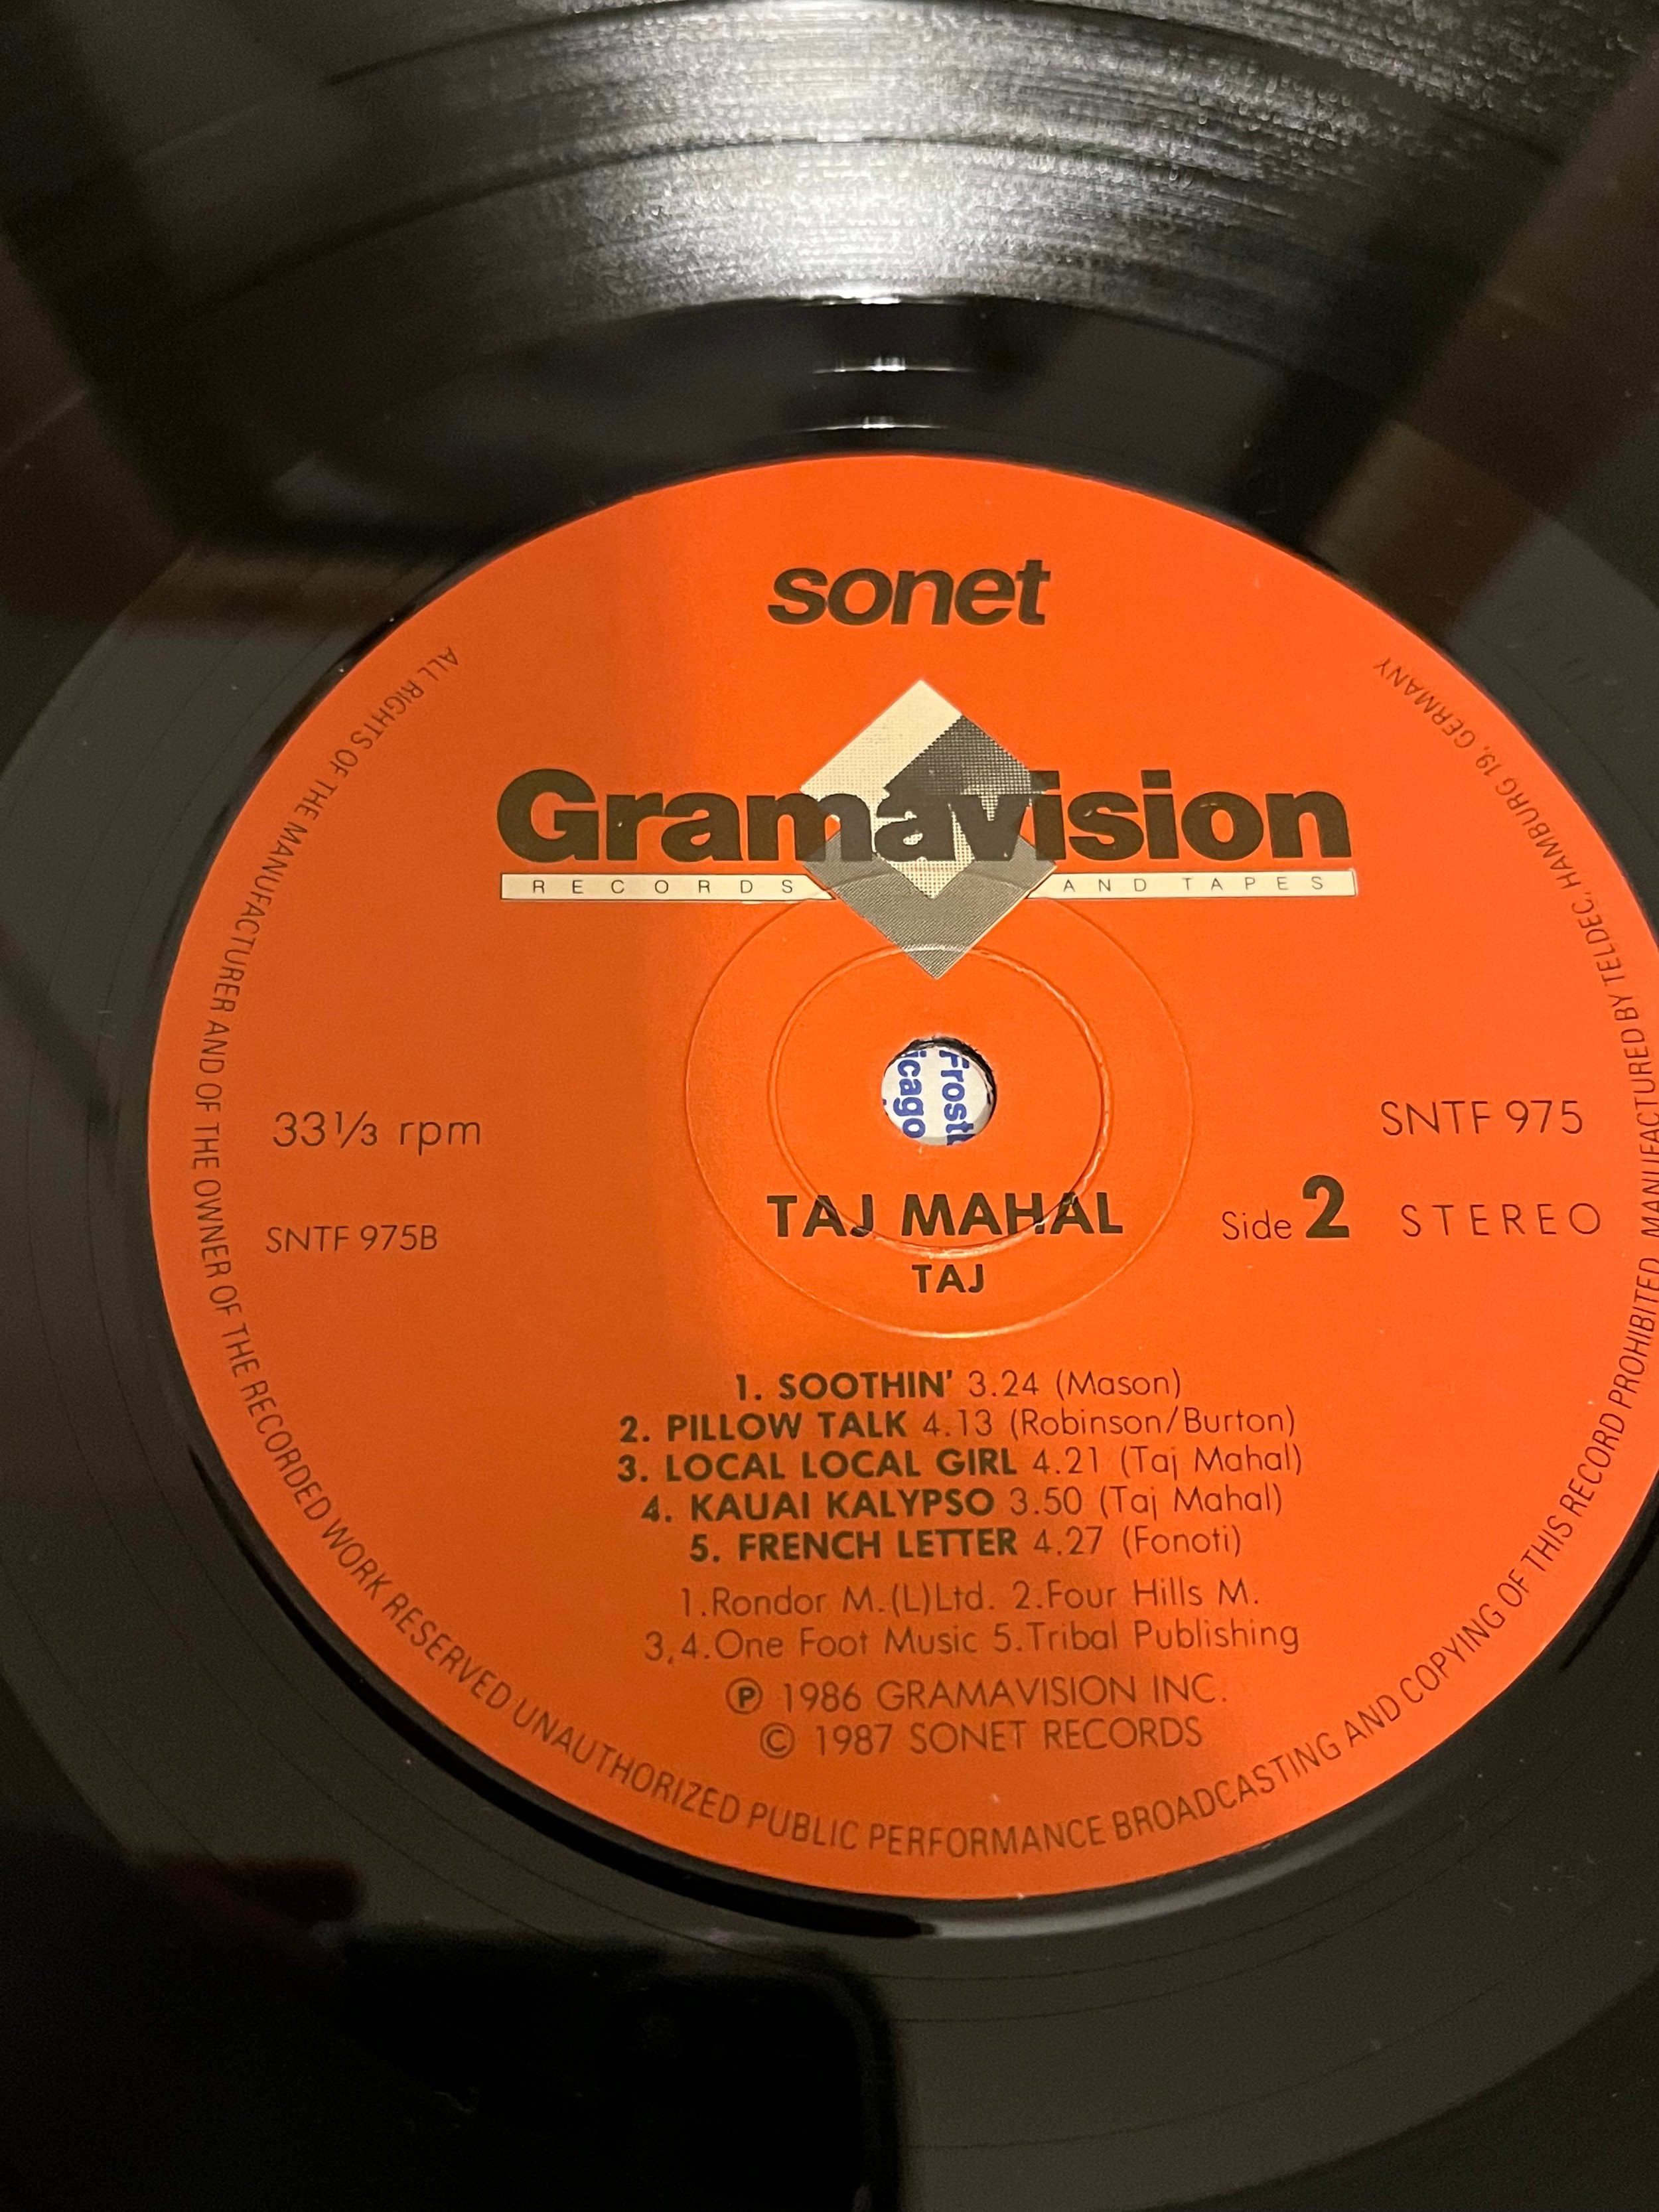 sonet
Gramavision
RECORDS AND TAPES
33⅓ rpm
SNTF 975
SNTF 975B
TAJ MAHAL
Side 2 STEREO
TAJ
1. SOOTHIN' 3.24 (Mason)
2. PILLOW TALK 4.13 (Robinson/Burton)
3. LOCAL LOCAL GIRL 4.21 (Taj Mahal)
4. KAUAI KALYPSO 3.50 (Taj Mahal)
5. FRENCH LETTER 4.27 (Fonoti)
1.Rondor M.(L)Ltd. 2.Four Hills M.
3,4.One Foot Music 5.Tribal Publishing
Ⓟ 1986 GRAMAVISION INC.
© 1987 SONET RECORDS
ALL RIGHTS OF THE MANUFACTURER AND OF THE OWNER OF THE RECORDED WORK RESERVED UNAUTHORIZED PUBLIC PERFORMANCE BROADCASTING AND COPYING OF THIS RECORD PROHIBITED MANUFACTURED BY TELDEC, HAMBURG 19, GERMANY